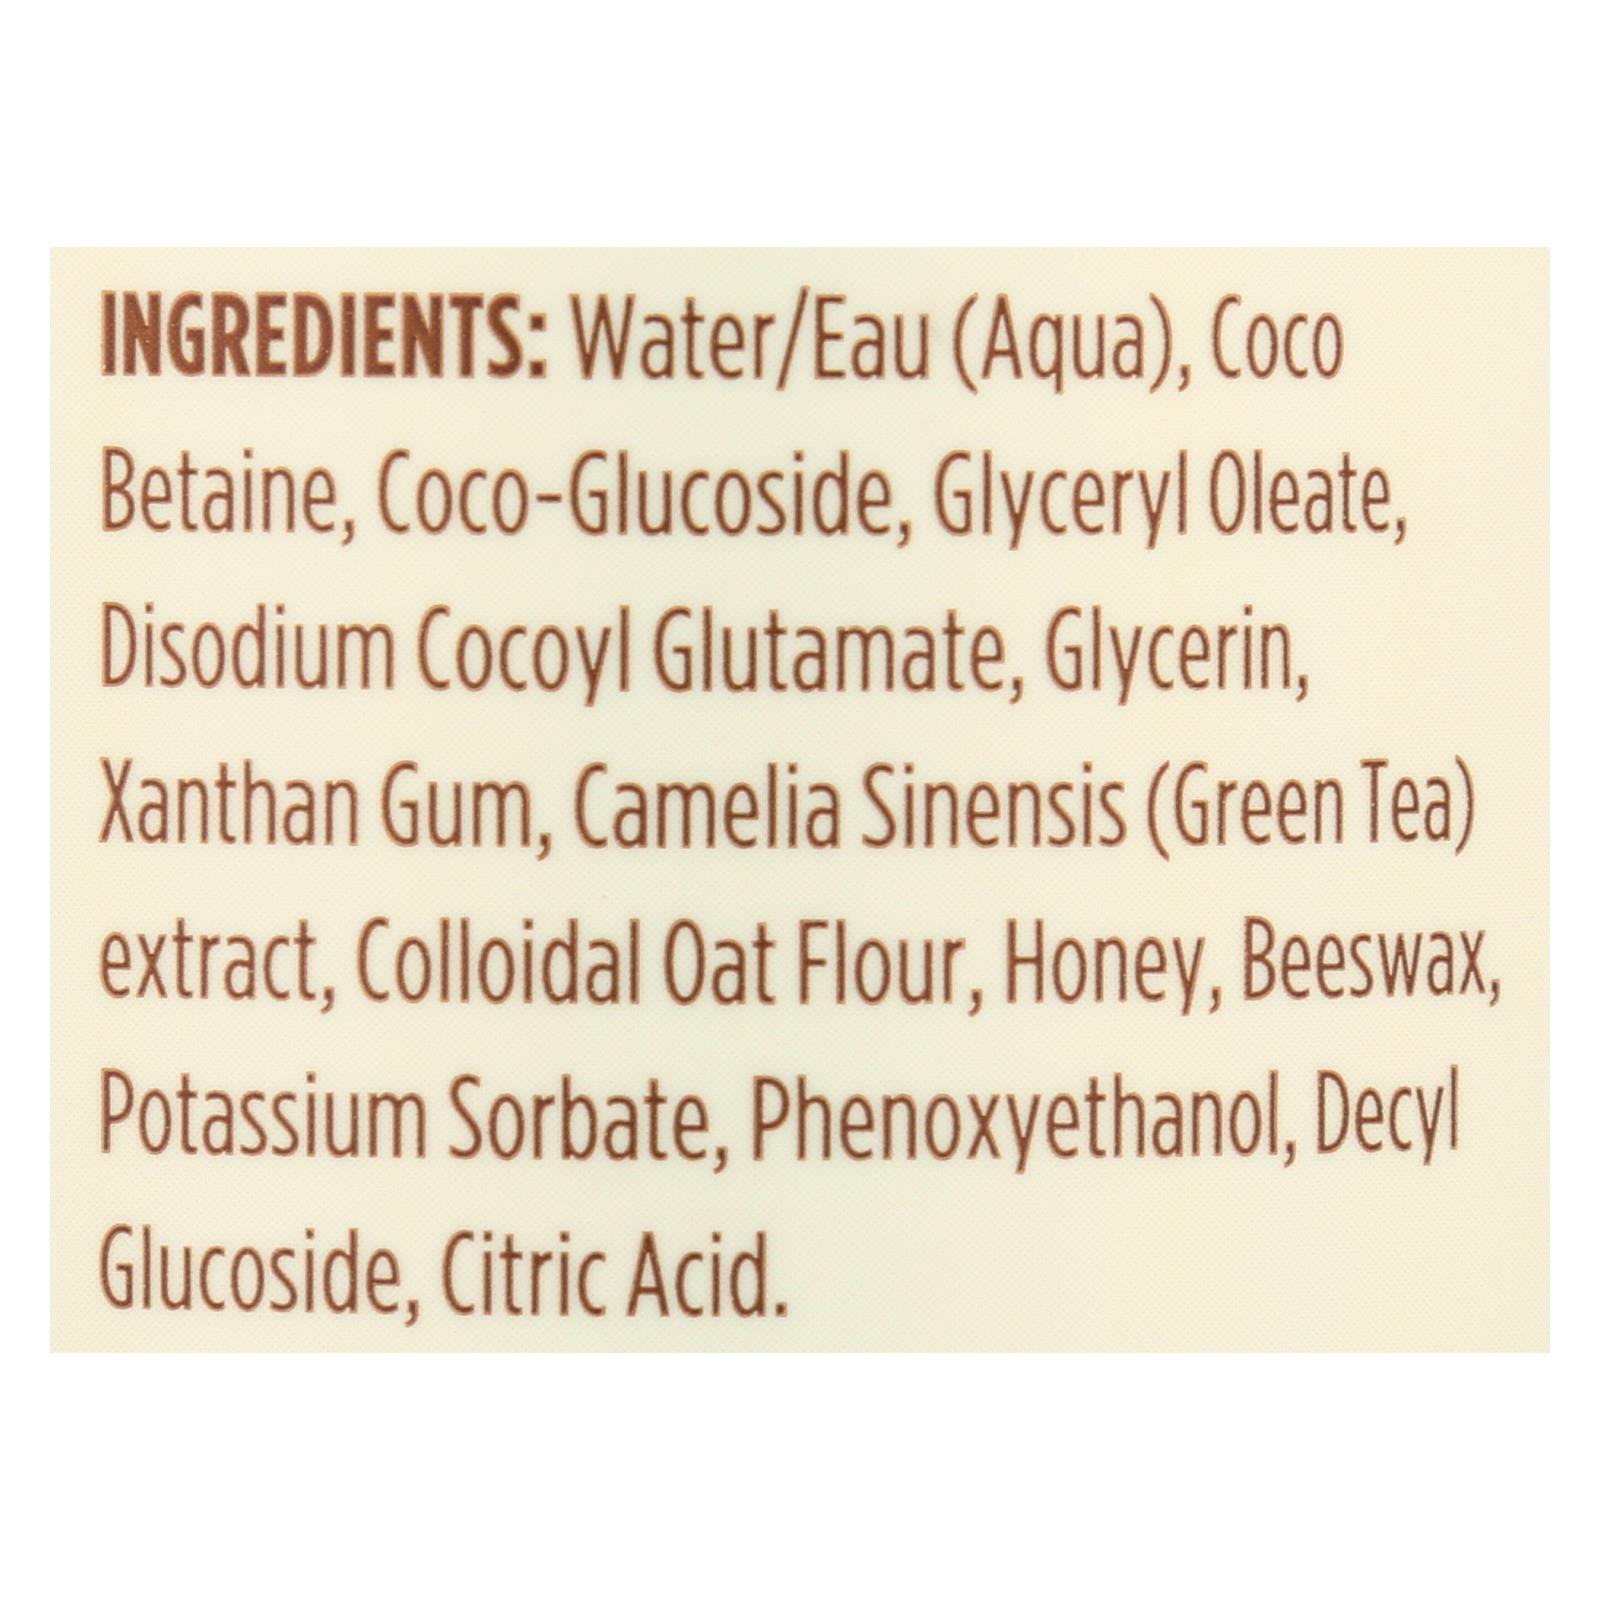 INGREDIENTS: Water/Eau (Aqua), Coco
Betaine, Coco-Glucoside, Glyceryl Oleate,
Disodium Cocoyl Glutamate, Glycerin,
Xanthan Gum, Camelia Sinensis (Green Tea)
extract, Colloidal Oat Flour, Honey, Beeswax,
Potassium Sorbate, Phenoxyethanol, Decyl
Glucoside, Citric Acid.